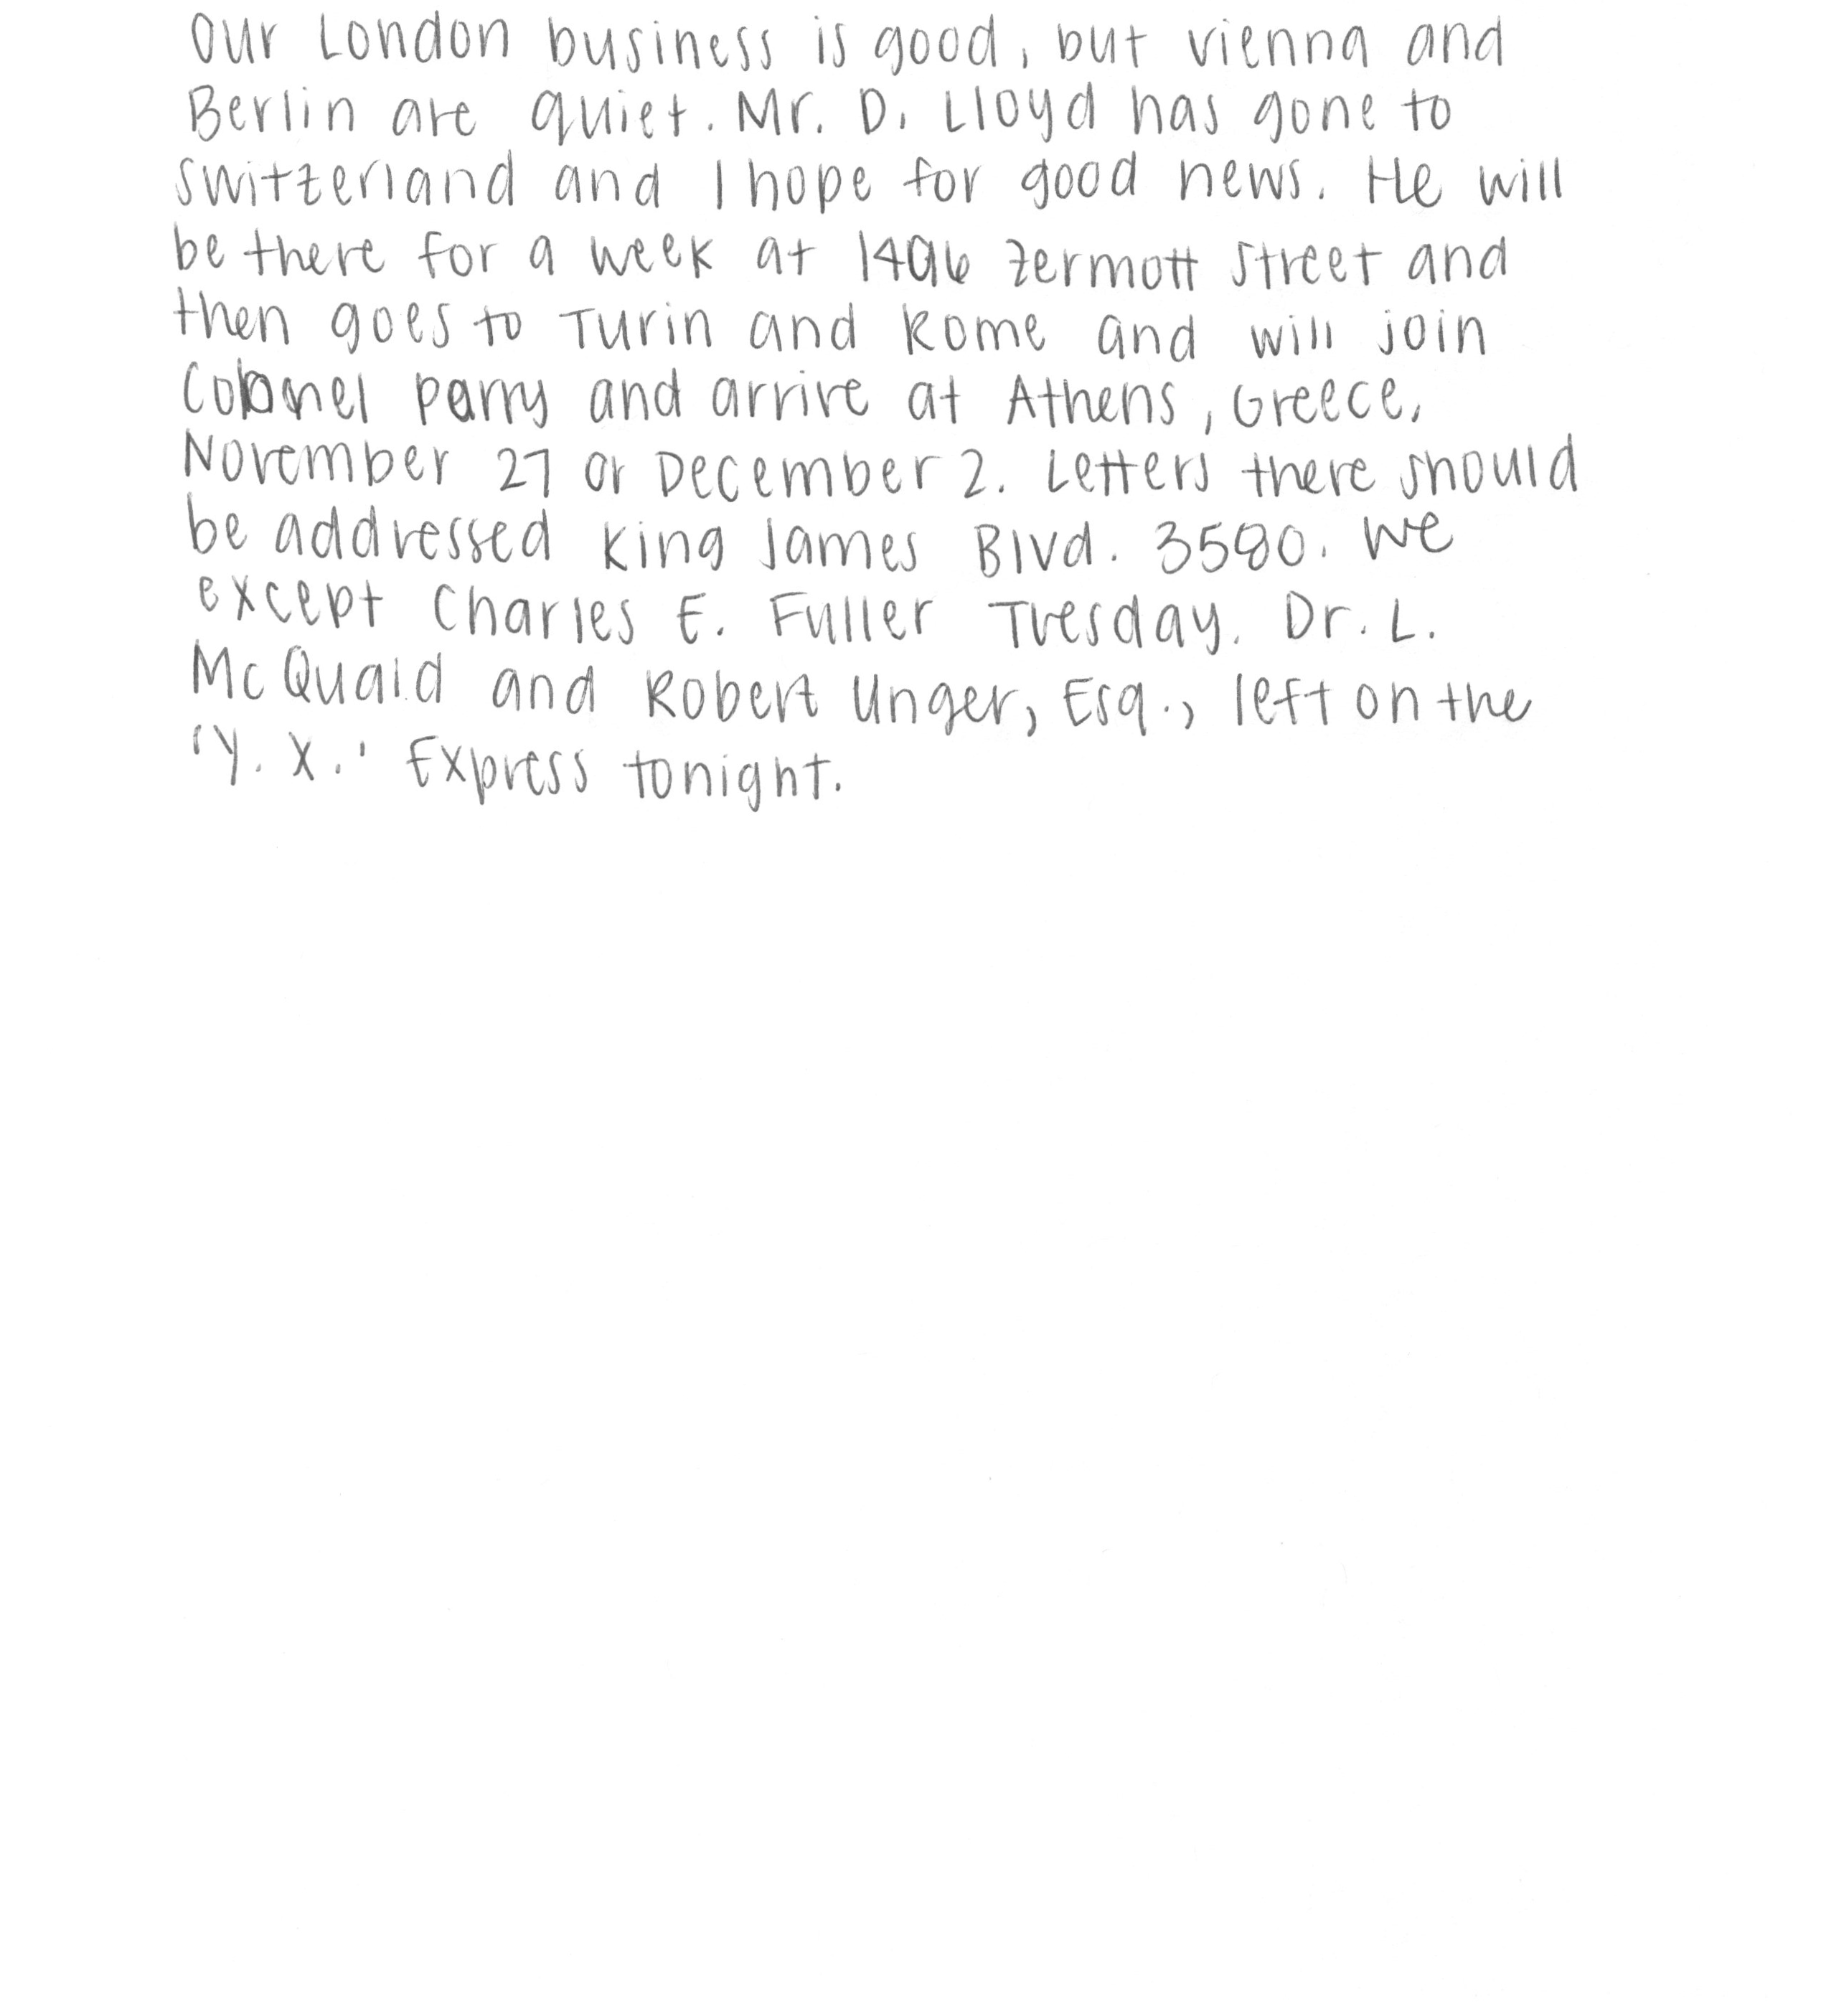 Our London business is good, but Vienna and
Berlin are quiet. Mr. D. Lloyd has gone to
Switzerland and I hope for good news. He will
be there for a week at 1496 Zermott Street and
then goes to Turin and Rome and will join
Colonel Parry and arrive at Athens, Greece,
November 27 or December 2. Letters there should
be addressed King James Blvd. 3580. We
except Charles E. Fuller Tuesday. Dr. L.
McQuaid and Robert Unger, Esq., left on the
'Y. X.' Express tonight.